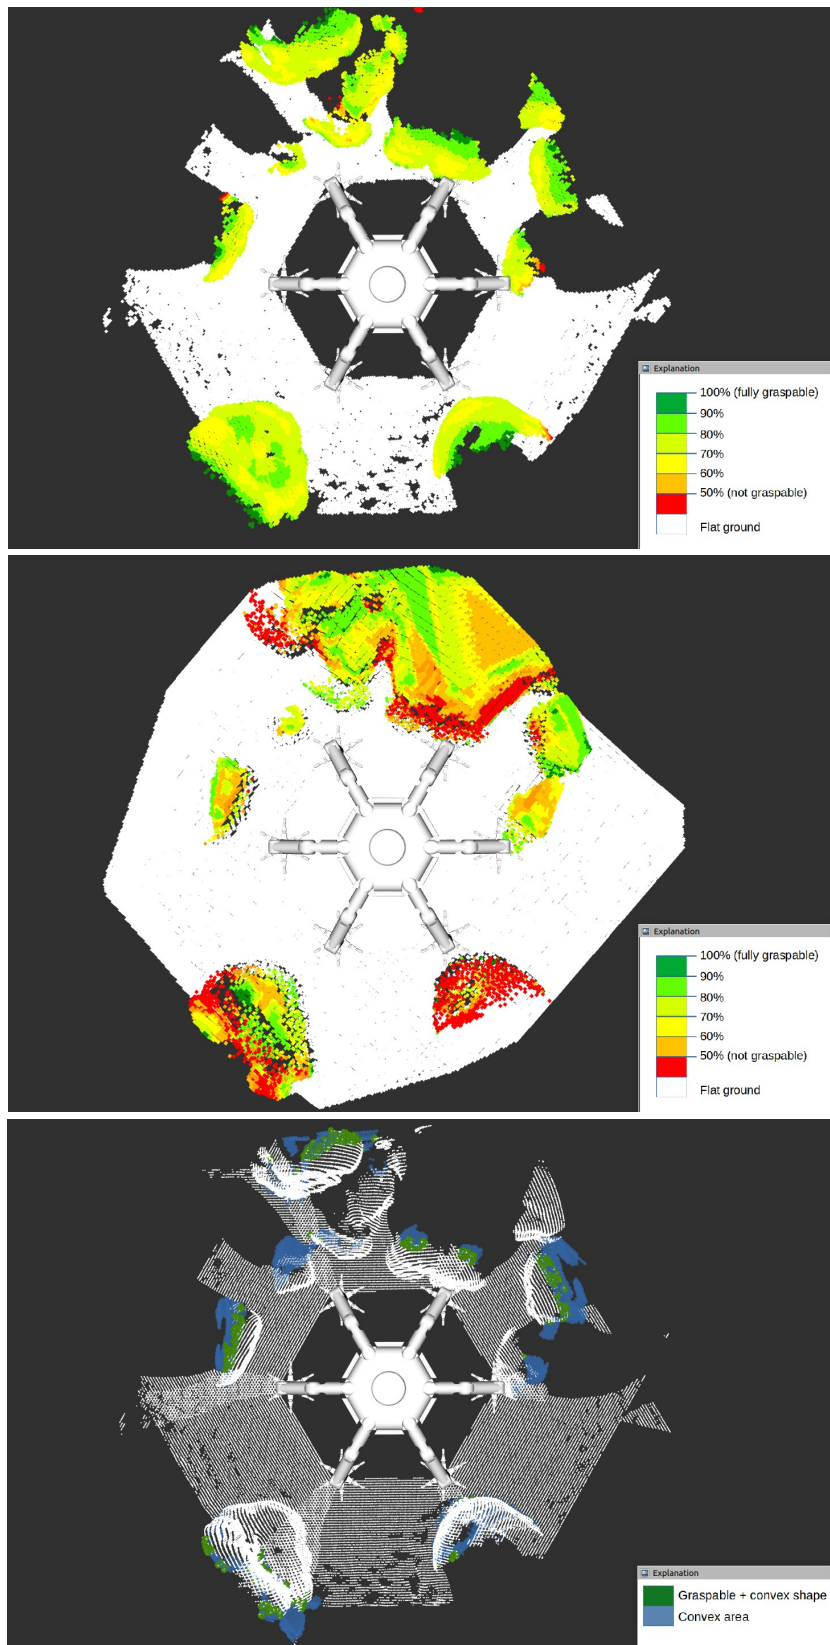 Explanation
100% (fully graspable)
90%
80%
70%
60%
50% (not graspable)
Flat ground
Explanation
100% (fully graspable)
90%
80%
70%
60%
50% (not graspable)
Flat ground
Explanation
Graspable + convex shape
Convex area